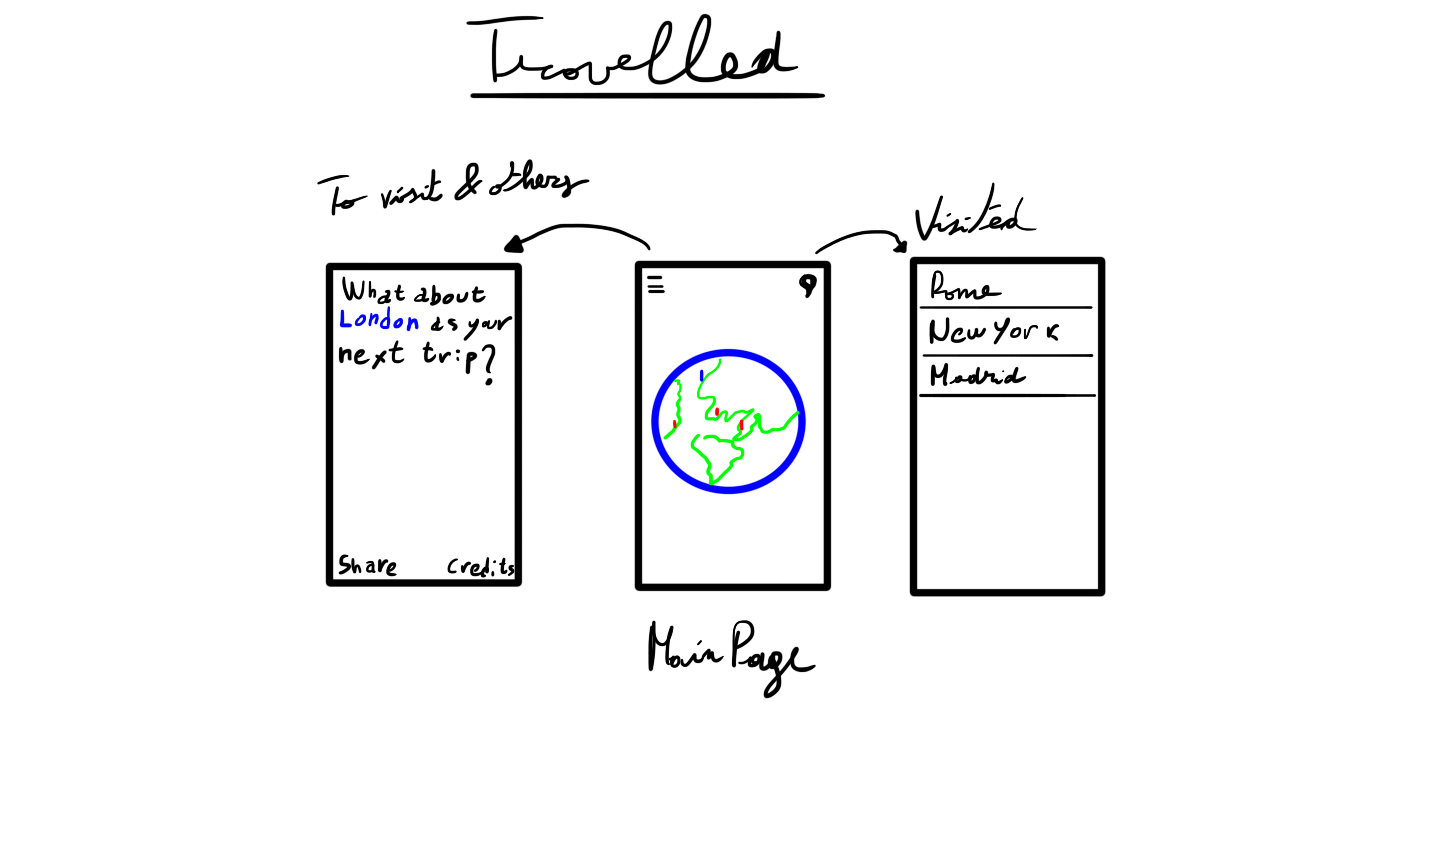 Travelled
To visit & others
Visited
What about
London as your
next trip?
Share
Credits
Rome
New York
Madrid
Main Page